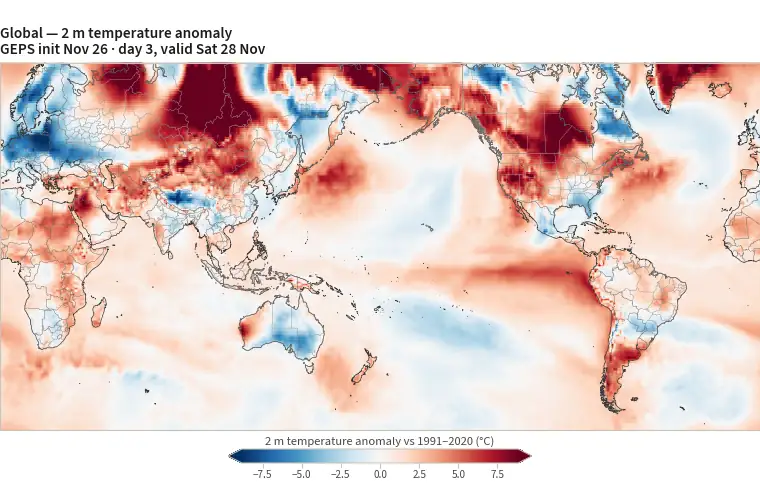 Global — 2 m temperature anomaly
GEPS init Nov 26 · day 3, valid Sat 28 Nov
2 m temperature anomaly vs 1991–2020 (°C)
−7.5 −5.0 −2.5 0.0 2.5 5.0 7.5